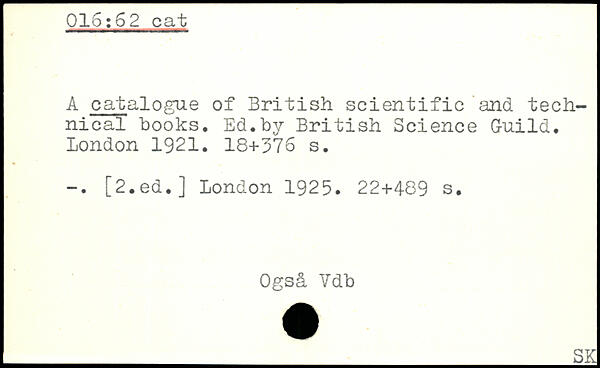 016:62 cat
A catalogue of British scientific and tech-
nical books. Ed.by British Science Guild.
London 1921. 18+376 s.
-. [2.ed.] London 1925. 22+489 s.
Også Vdb
SK